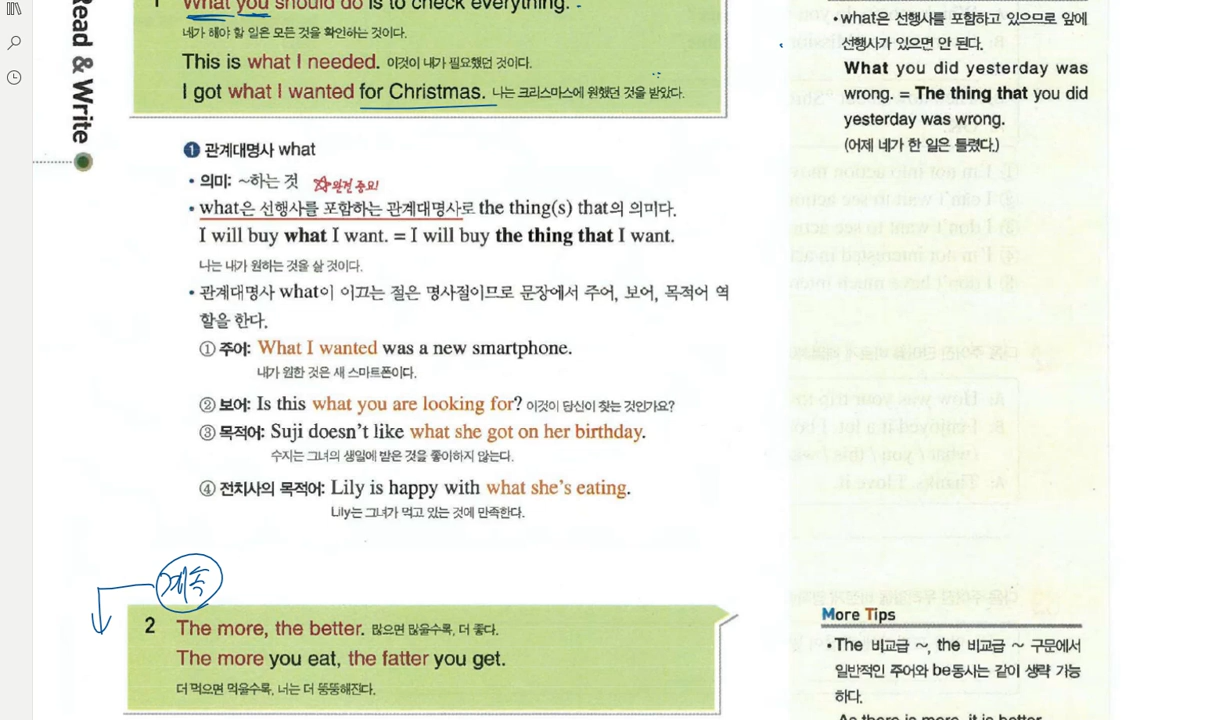 Read & Write
1 What you should do is to check everything.
네가 해야 할 일은 모든 것을 확인하는 것이다.
This is what I needed. 이것이 내가 필요했던 것이다.
I got what I wanted for Christmas. 나는 크리스마스에 원했던 것을 받았다.
1 관계대명사 what
• 의미: ~하는 것 ☆완전 중요!
• what은 선행사를 포함하는 관계대명사로 the thing(s) that의 의미다.
I will buy what I want. = I will buy the thing that I want.
나는 내가 원하는 것을 살 것이다.
• 관계대명사 what이 이끄는 절은 명사절이므로 문장에서 주어, 보어, 목적어 역
할을 한다.
① 주어: What I wanted was a new smartphone.
내가 원한 것은 새 스마트폰이다.
② 보어: Is this what you are looking for? 이것이 당신이 찾는 것인가요?
③ 목적어: Suji doesn't like what she got on her birthday.
수지는 그녀의 생일에 받은 것을 좋아하지 않는다.
④ 전치사의 목적어: Lily is happy with what she's eating.
Lily는 그녀가 먹고 있는 것에 만족한다.
계속
2 The more, the better. 많으면 많을수록, 더 좋다.
The more you eat, the fatter you get.
더 먹으면 먹을수록, 너는 더 뚱뚱해진다.
• what은 선행사를 포함하고 있으므로 앞에
선행사가 있으면 안 된다.
What you did yesterday was
wrong. = The thing that you did
yesterday was wrong.
(어제 네가 한 일은 틀렸다.)
More Tips
• The 비교급 ~, the 비교급 ~ 구문에서
일반적인 주어와 be동사는 같이 생략 가능
하다.
As there is more, it is better